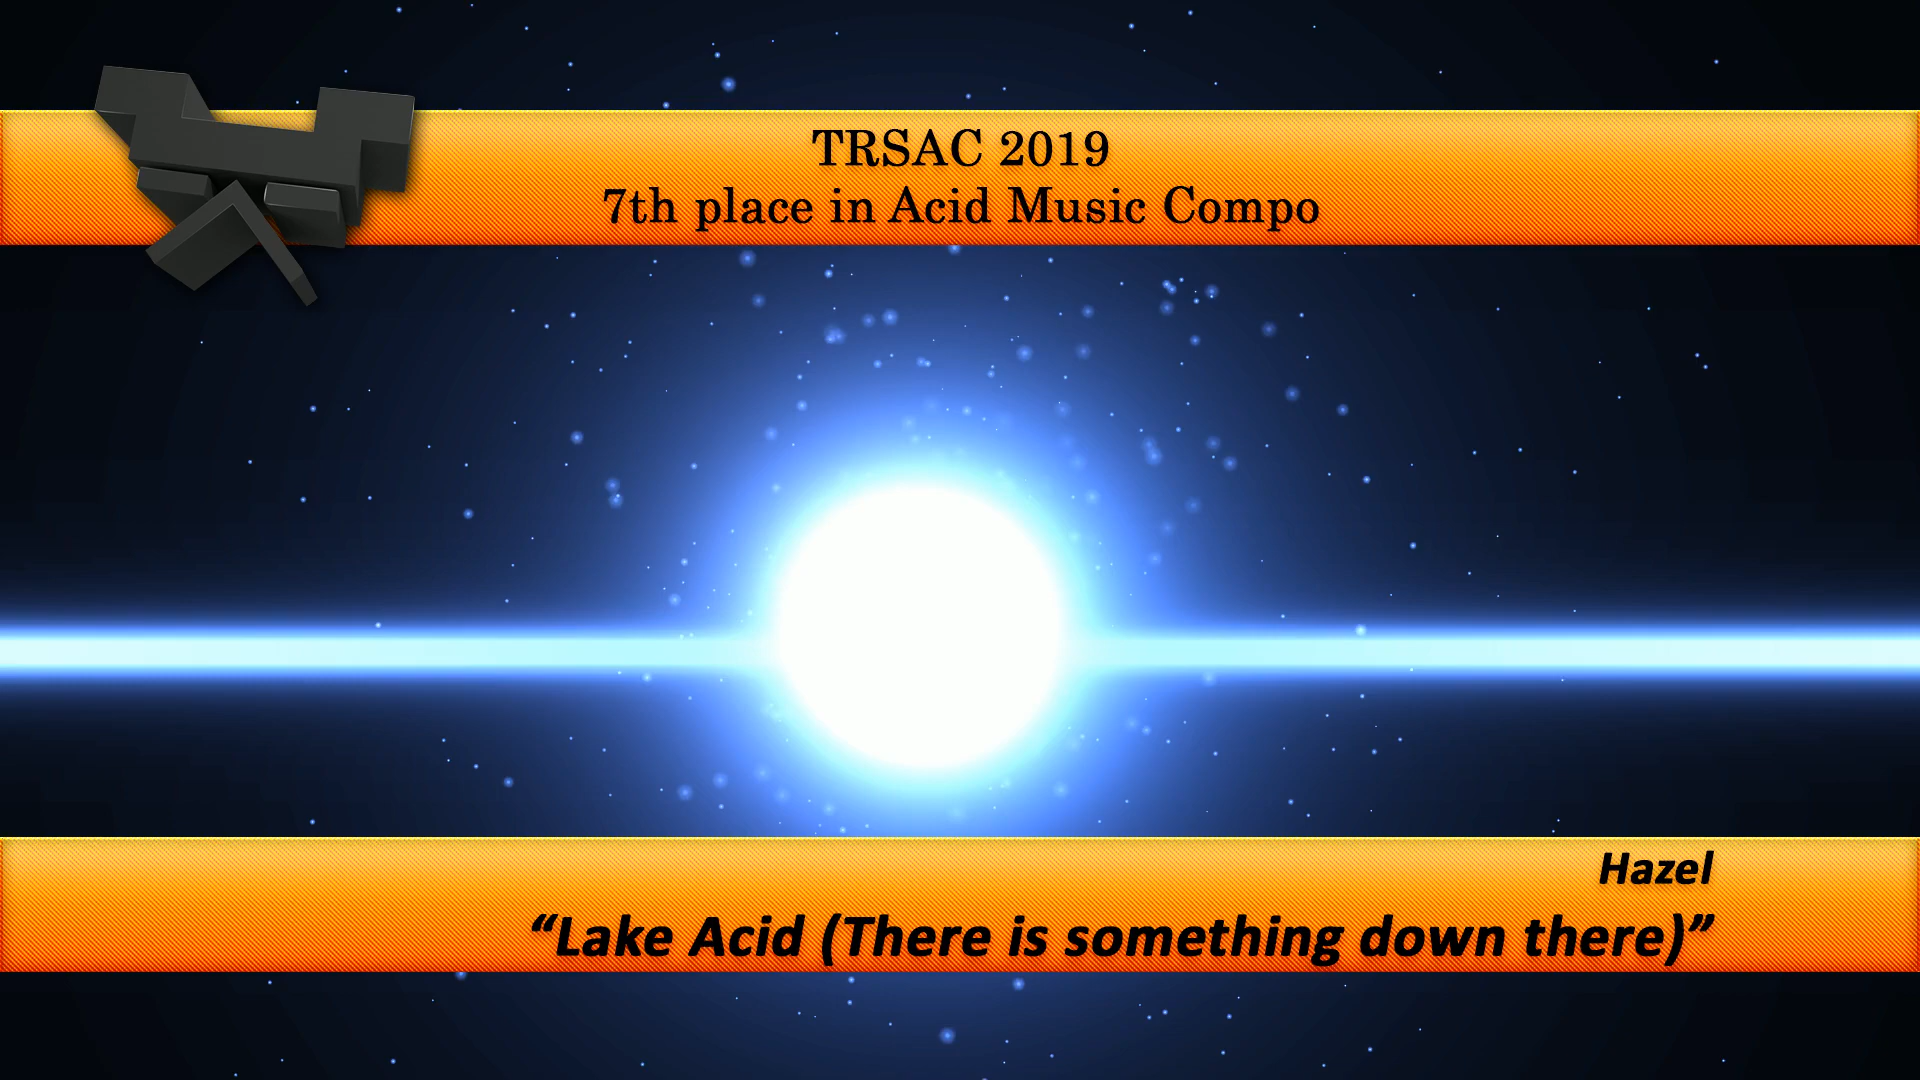 TRSAC 2019
7th place in Acid Music Compo
Hazel
“Lake Acid (There is something down there)”